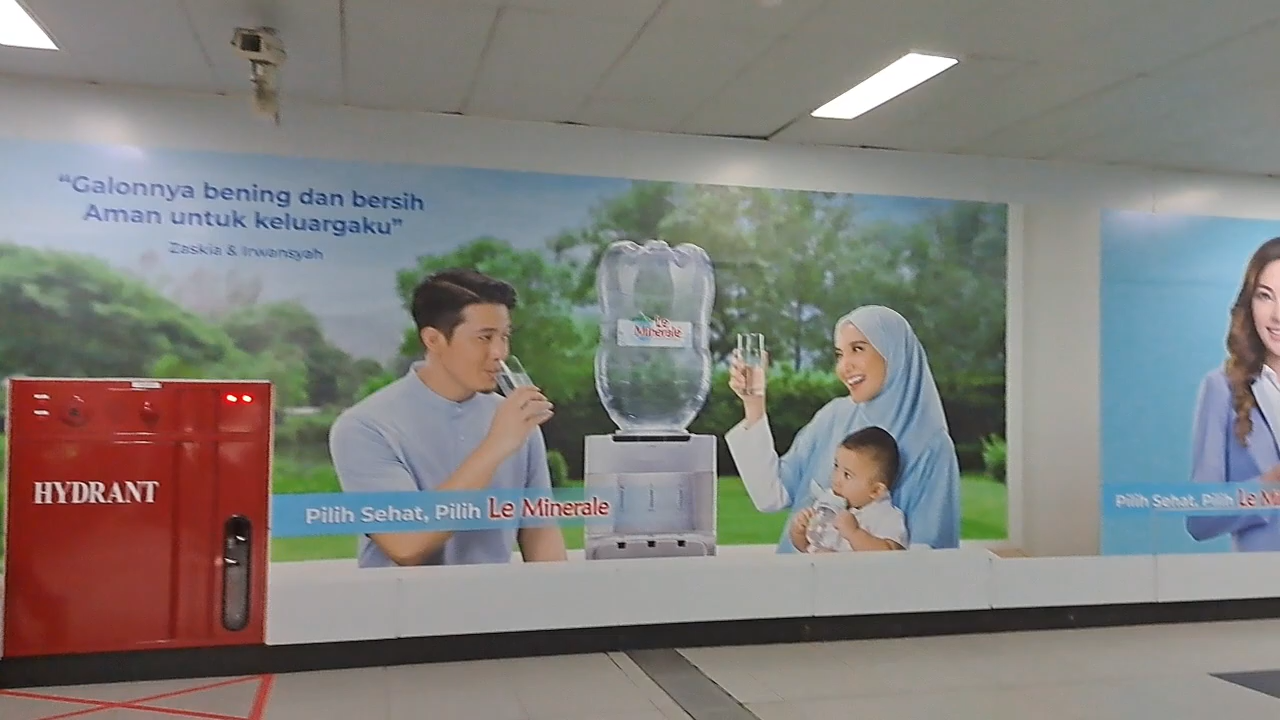 “Galonnya bening dan bersih
Aman untuk keluargaku”
Zaskia & Irwansyah
Le
Minerale
HYDRANT
Pilih Sehat, Pilih Le Minerale
Pilih Sehat, Pilih Le M